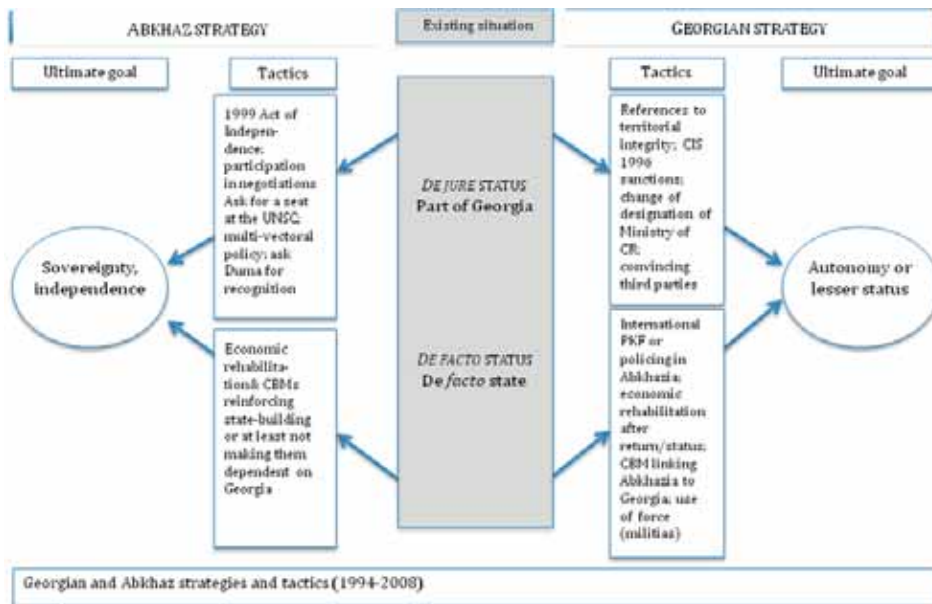 ABKHAZ STRATEGY
Existing situation
GEORGIAN STRATEGY
Ultimate goal
Tactics
Tactics
Ultimate goal
1999 Act of
Indepen-
dence;
participation
in negotiations
Ask for a seat
at the UNSC;
multi-vectoral
policy; ask
Duma for
recognition
DE JURE STATUS
Part of Georgia
References to
territorial
integrity; CIS
1996
sanctions;
change of
designation of
Ministry of
CR;
convincing
third parties
Sovereignty,
independence
Autonomy or
lesser status
Economic
rehabilita-
tion& CBMs
reinforcing
state-building
or at least not
making them
dependent on
Georgia
DE FACTO STATUS
De facto state
International
PKF or
policing in
Abkhazia;
economic
rehabilitation
after
return/status;
CBM linking
Abkhazia to
Georgia; use
of force
(militias)
Georgian and Abkhaz strategies and tactics (1994-2008)